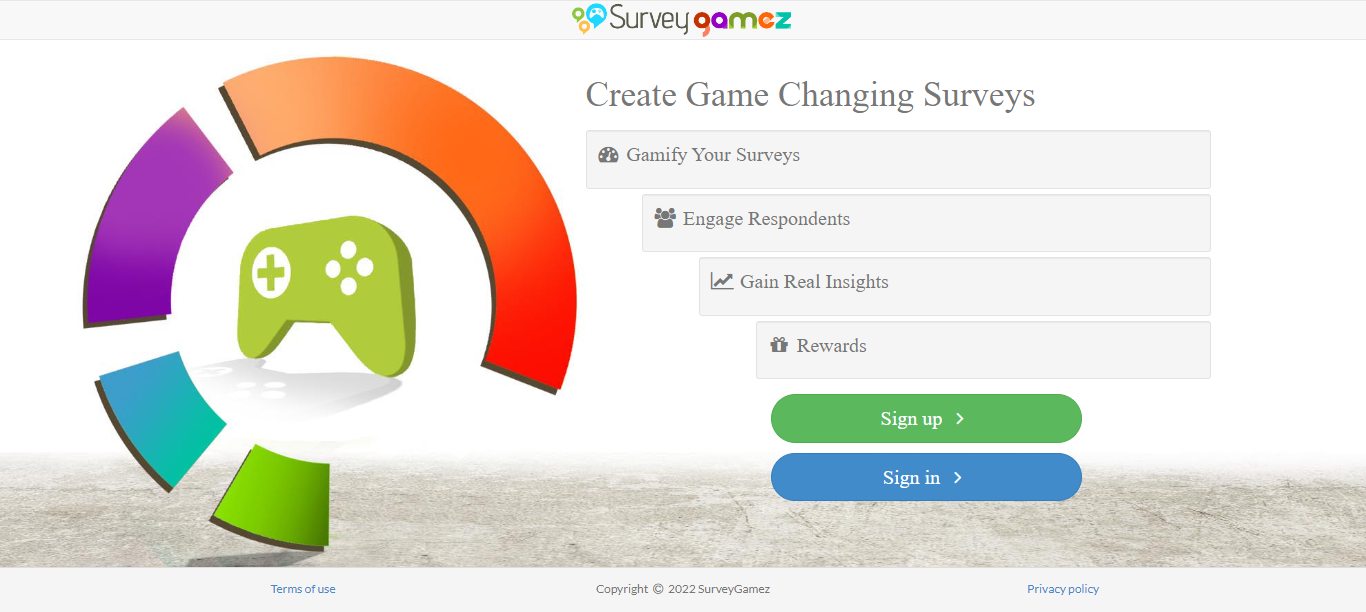 Survey gamez
Create Game Changing Surveys
Gamify Your Surveys
Engage Respondents
Gain Real Insights
Rewards
Sign up
Sign in
Terms of use
Copyright © 2022 SurveyGamez
Privacy policy